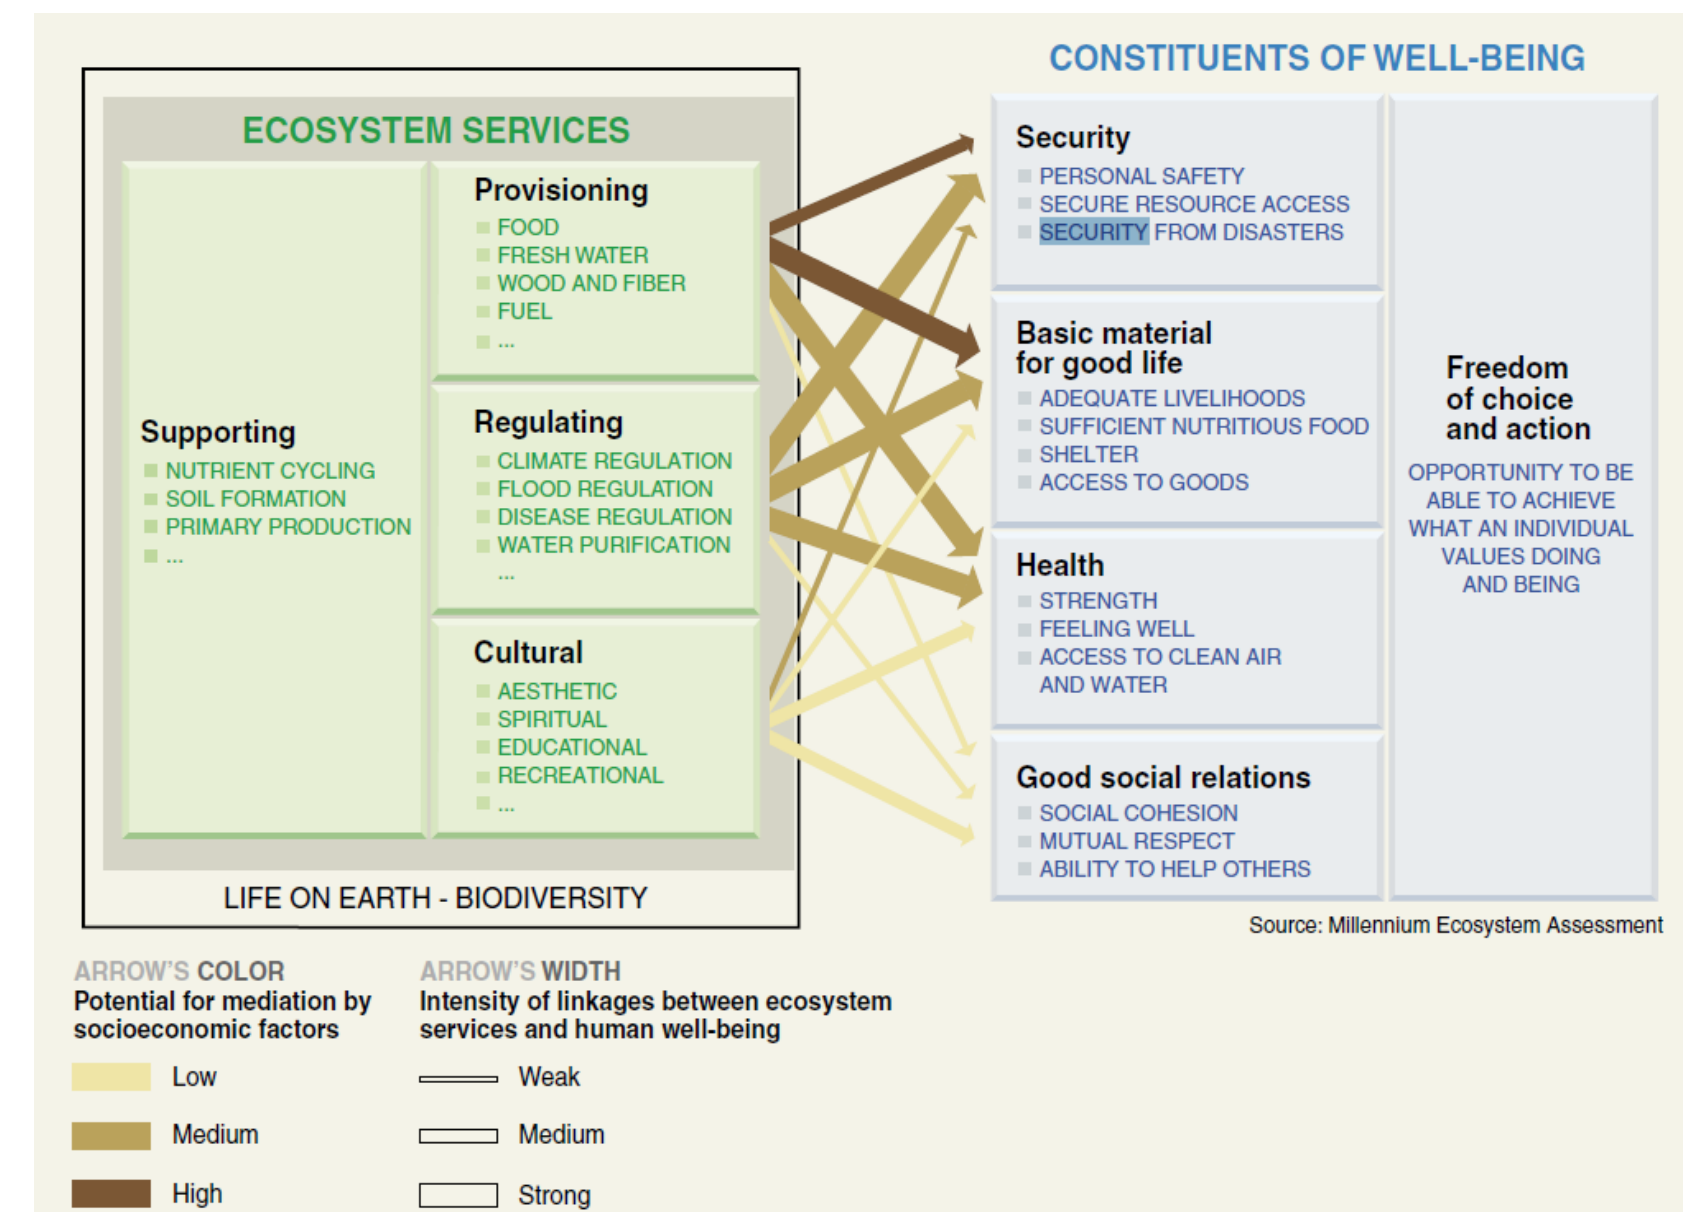 CONSTITUENTS OF WELL-BEING
ECOSYSTEM SERVICES
Supporting
NUTRIENT CYCLING
SOIL FORMATION
PRIMARY PRODUCTION
...
Provisioning
FOOD
FRESH WATER
WOOD AND FIBER
FUEL
...
Regulating
CLIMATE REGULATION
FLOOD REGULATION
DISEASE REGULATION
WATER PURIFICATION
...
Cultural
AESTHETIC
SPIRITUAL
EDUCATIONAL
RECREATIONAL
...
LIFE ON EARTH - BIODIVERSITY
Security
PERSONAL SAFETY
SECURE RESOURCE ACCESS
SECURITY FROM DISASTERS
Basic material
for good life
ADEQUATE LIVELIHOODS
SUFFICIENT NUTRITIOUS FOOD
SHELTER
ACCESS TO GOODS
Health
STRENGTH
FEELING WELL
ACCESS TO CLEAN AIR
AND WATER
Good social relations
SOCIAL COHESION
MUTUAL RESPECT
ABILITY TO HELP OTHERS
Freedom
of choice
and action
OPPORTUNITY TO BE
ABLE TO ACHIEVE
WHAT AN INDIVIDUAL
VALUES DOING
AND BEING
Source: Millennium Ecosystem Assessment
ARROW'S COLOR
Potential for mediation by
socioeconomic factors
Low
Medium
High
ARROW'S WIDTH
Intensity of linkages between ecosystem
services and human well-being
Weak
Medium
Strong